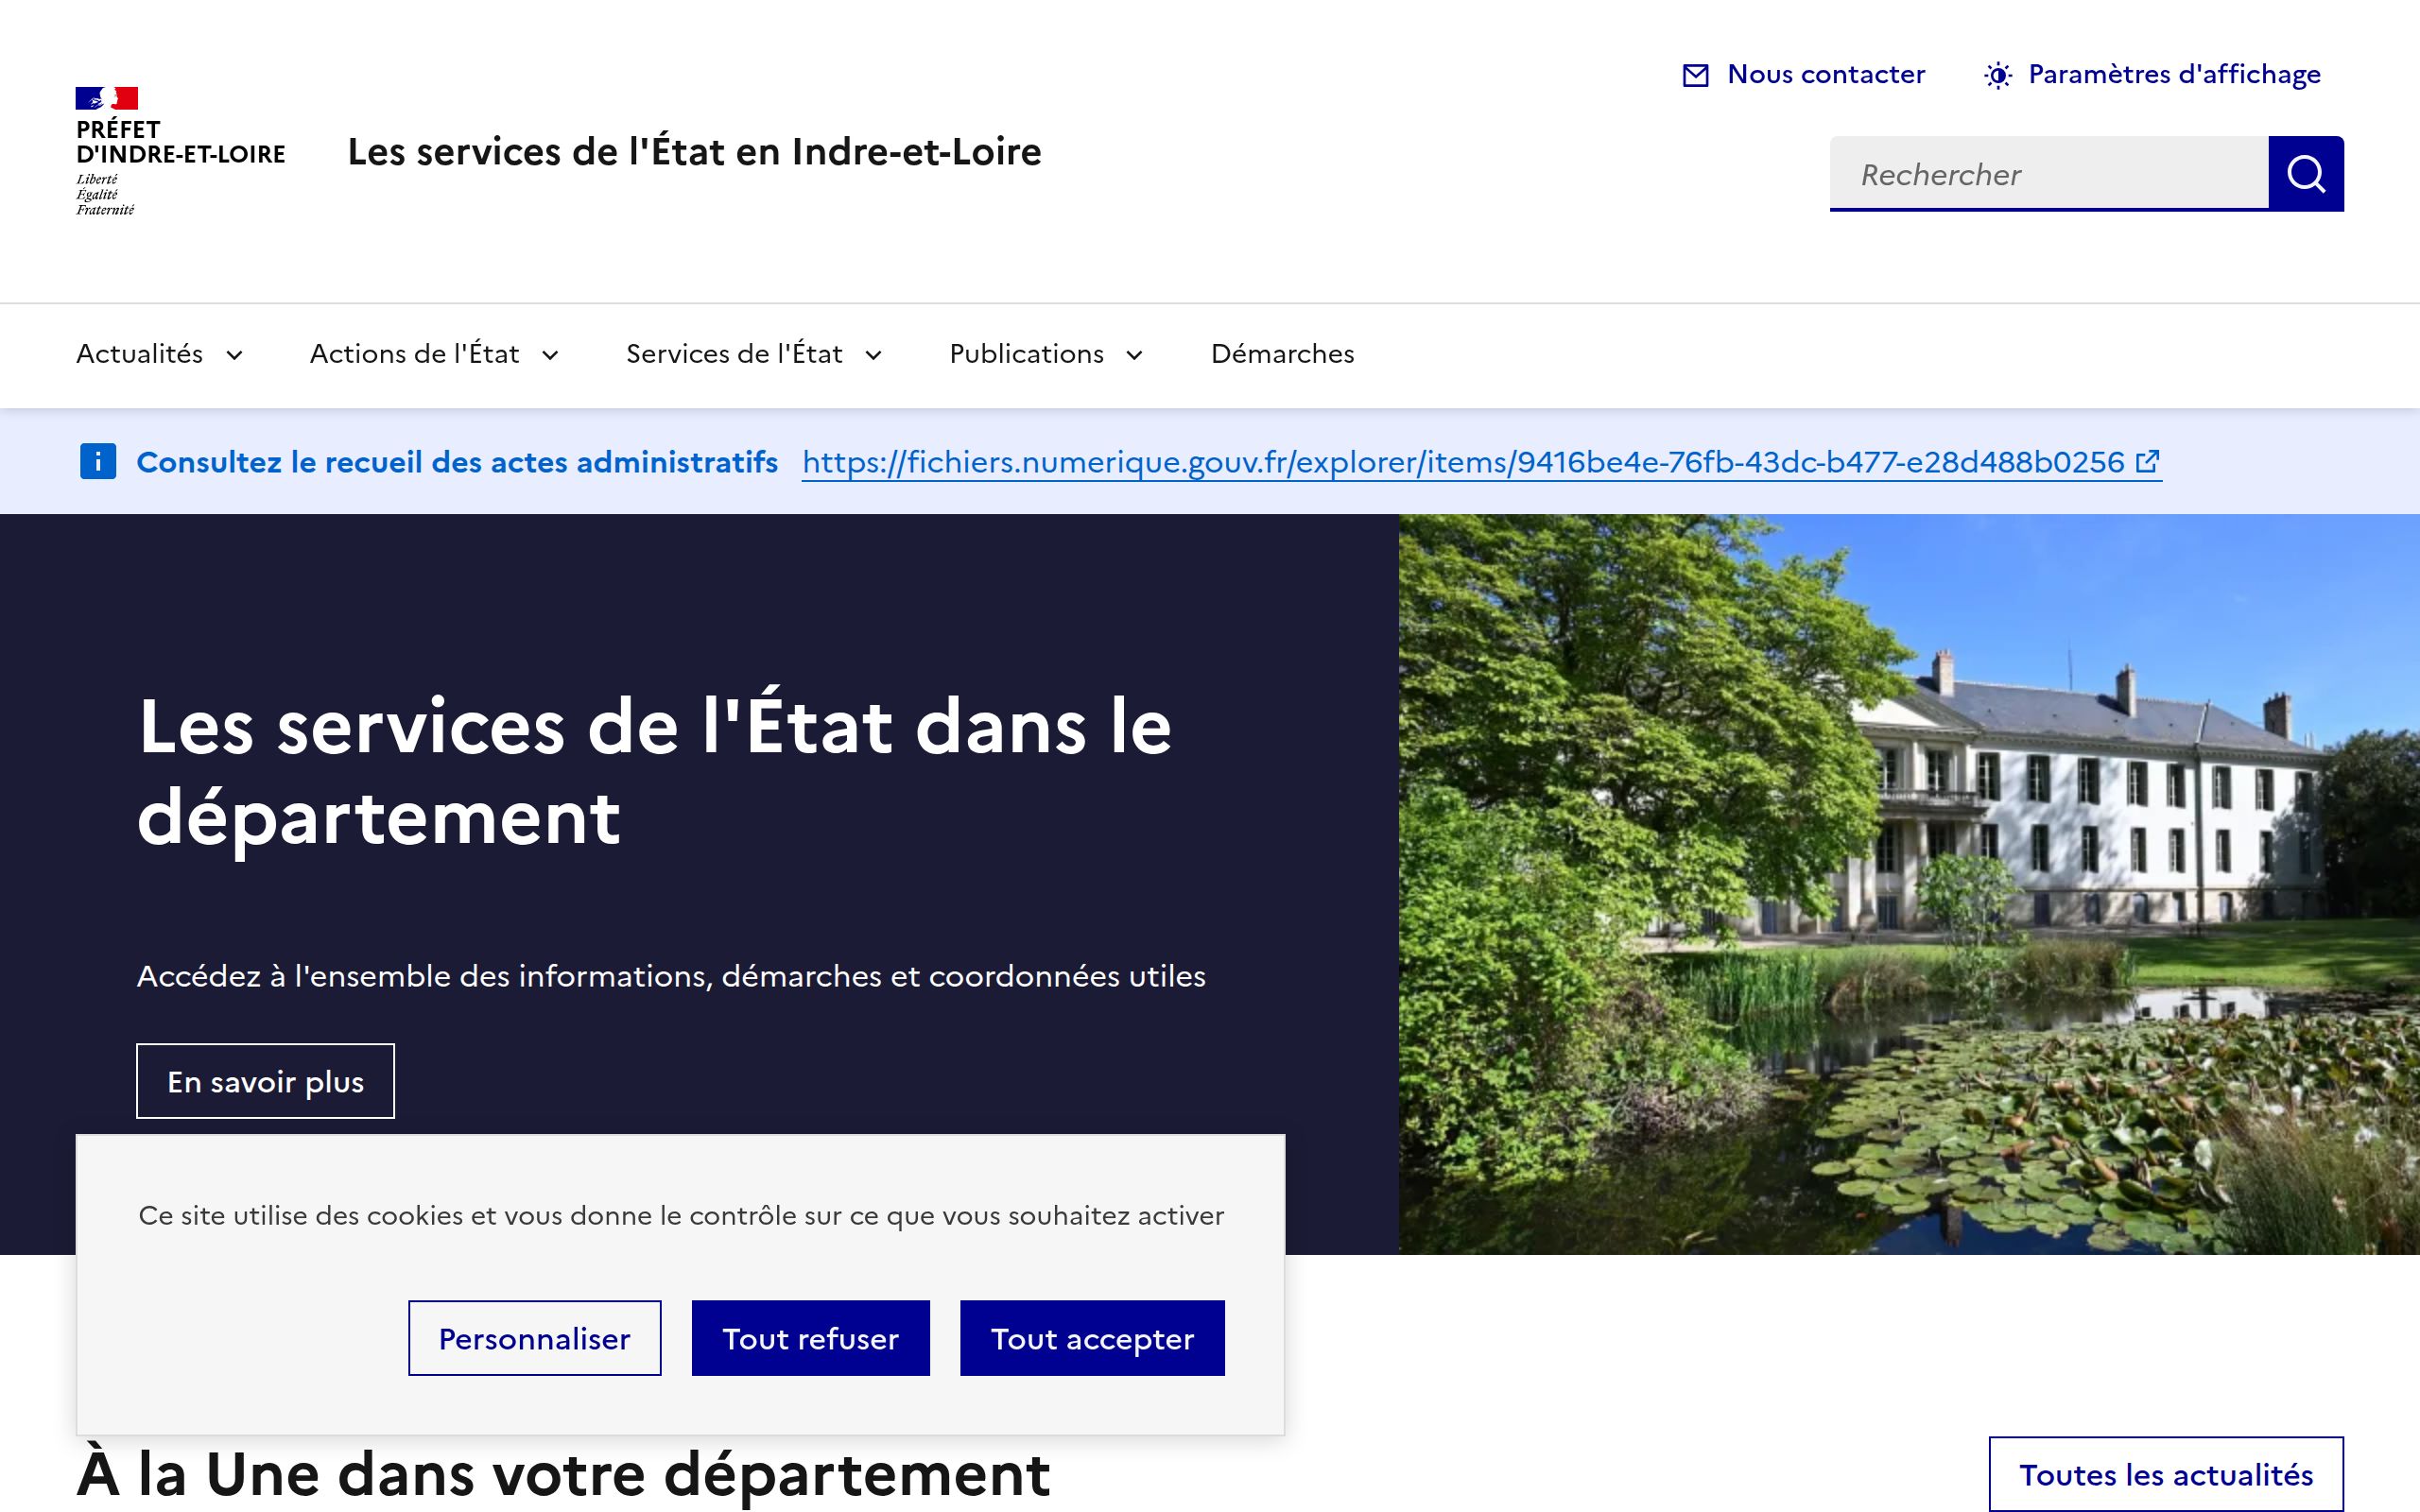 Nous contacter
Paramètres d'affichage
PRÉFET
D'INDRE-ET-LOIRE
Liberté
Égalité
Fraternité
Les services de l'État en Indre-et-Loire
Rechercher
Actualités
Actions de l'État
Services de l'État
Publications
Démarches
Consultez le recueil des actes administratifs https://fichiers.numerique.gouv.fr/explorer/items/9416be4e-76fb-43dc-b477-e28d488b0256
Les services de l'État dans le
département
Accédez à l'ensemble des informations, démarches et coordonnées utiles
En savoir plus
Ce site utilise des cookies et vous donne le contrôle sur ce que vous souhaitez activer
Personnaliser
Tout refuser
Tout accepter
À la Une dans votre département
Toutes les actualités